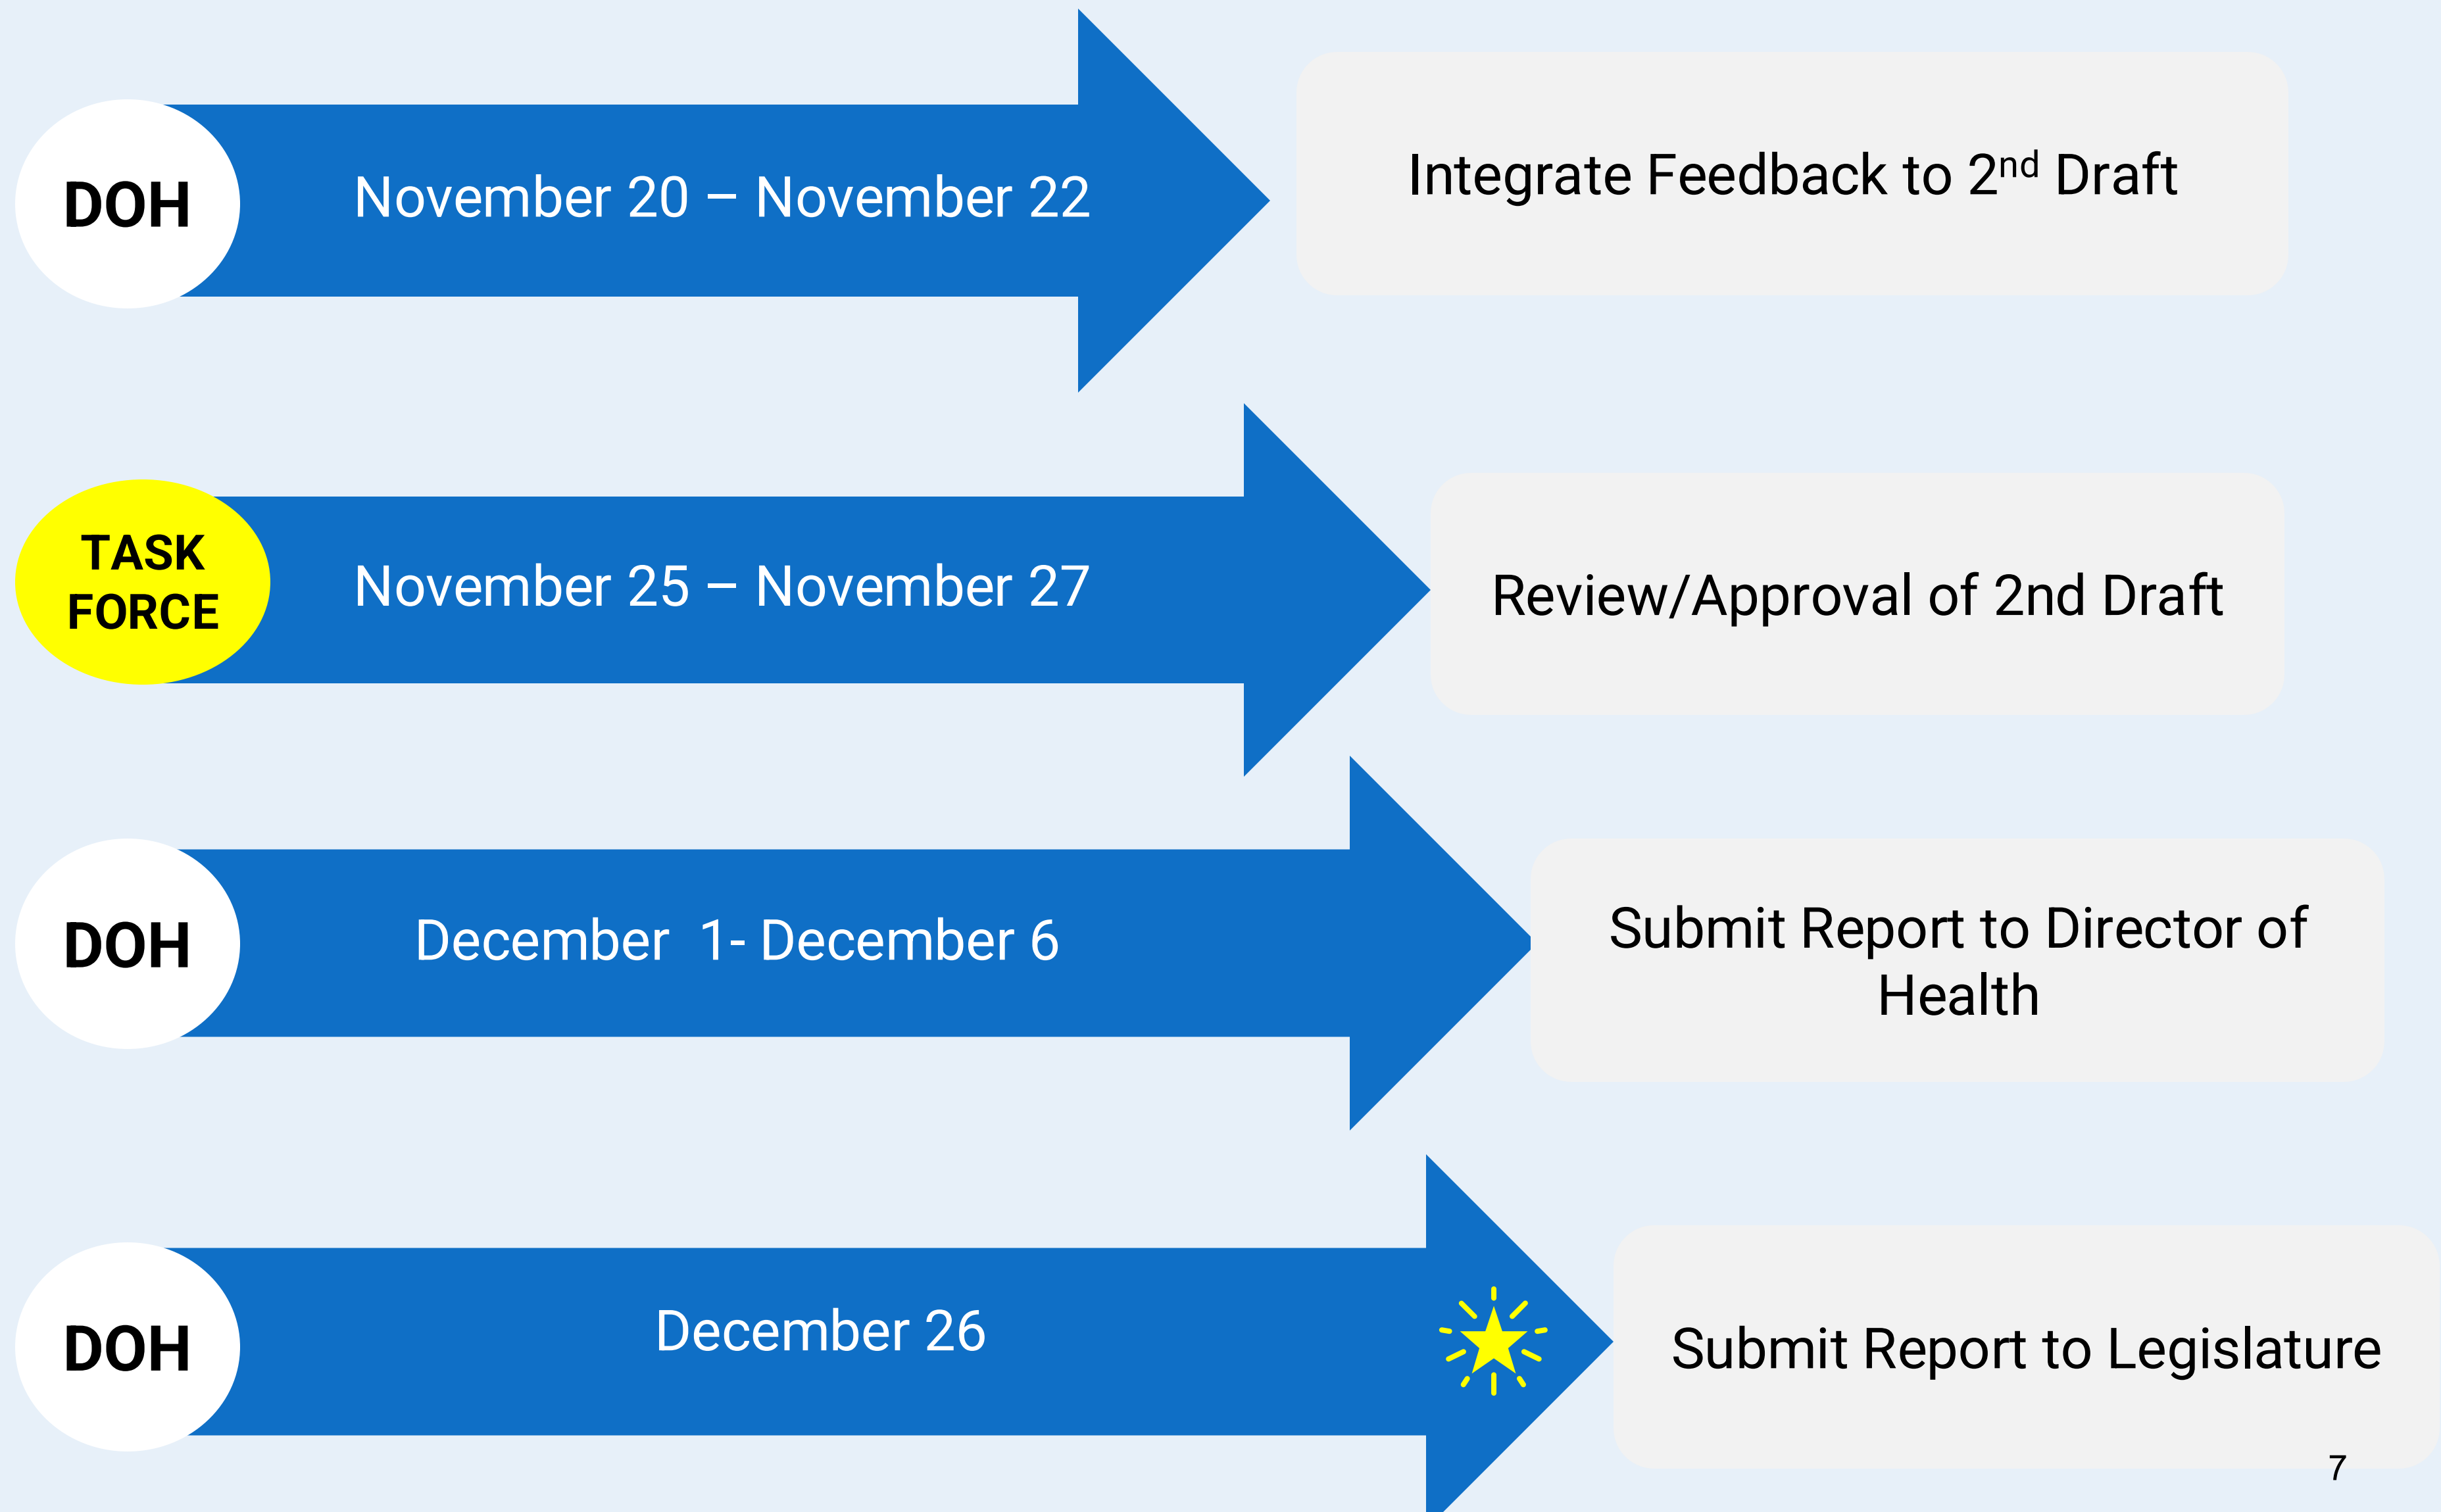 DOH
November 20 – November 22
Integrate Feedback to 2nd Draft
TASK
FORCE
November 25 – November 27
Review/Approval of 2nd Draft
DOH
December  1- December 6
Submit Report to Director of
Health
DOH
December 26
Submit Report to Legislature
7